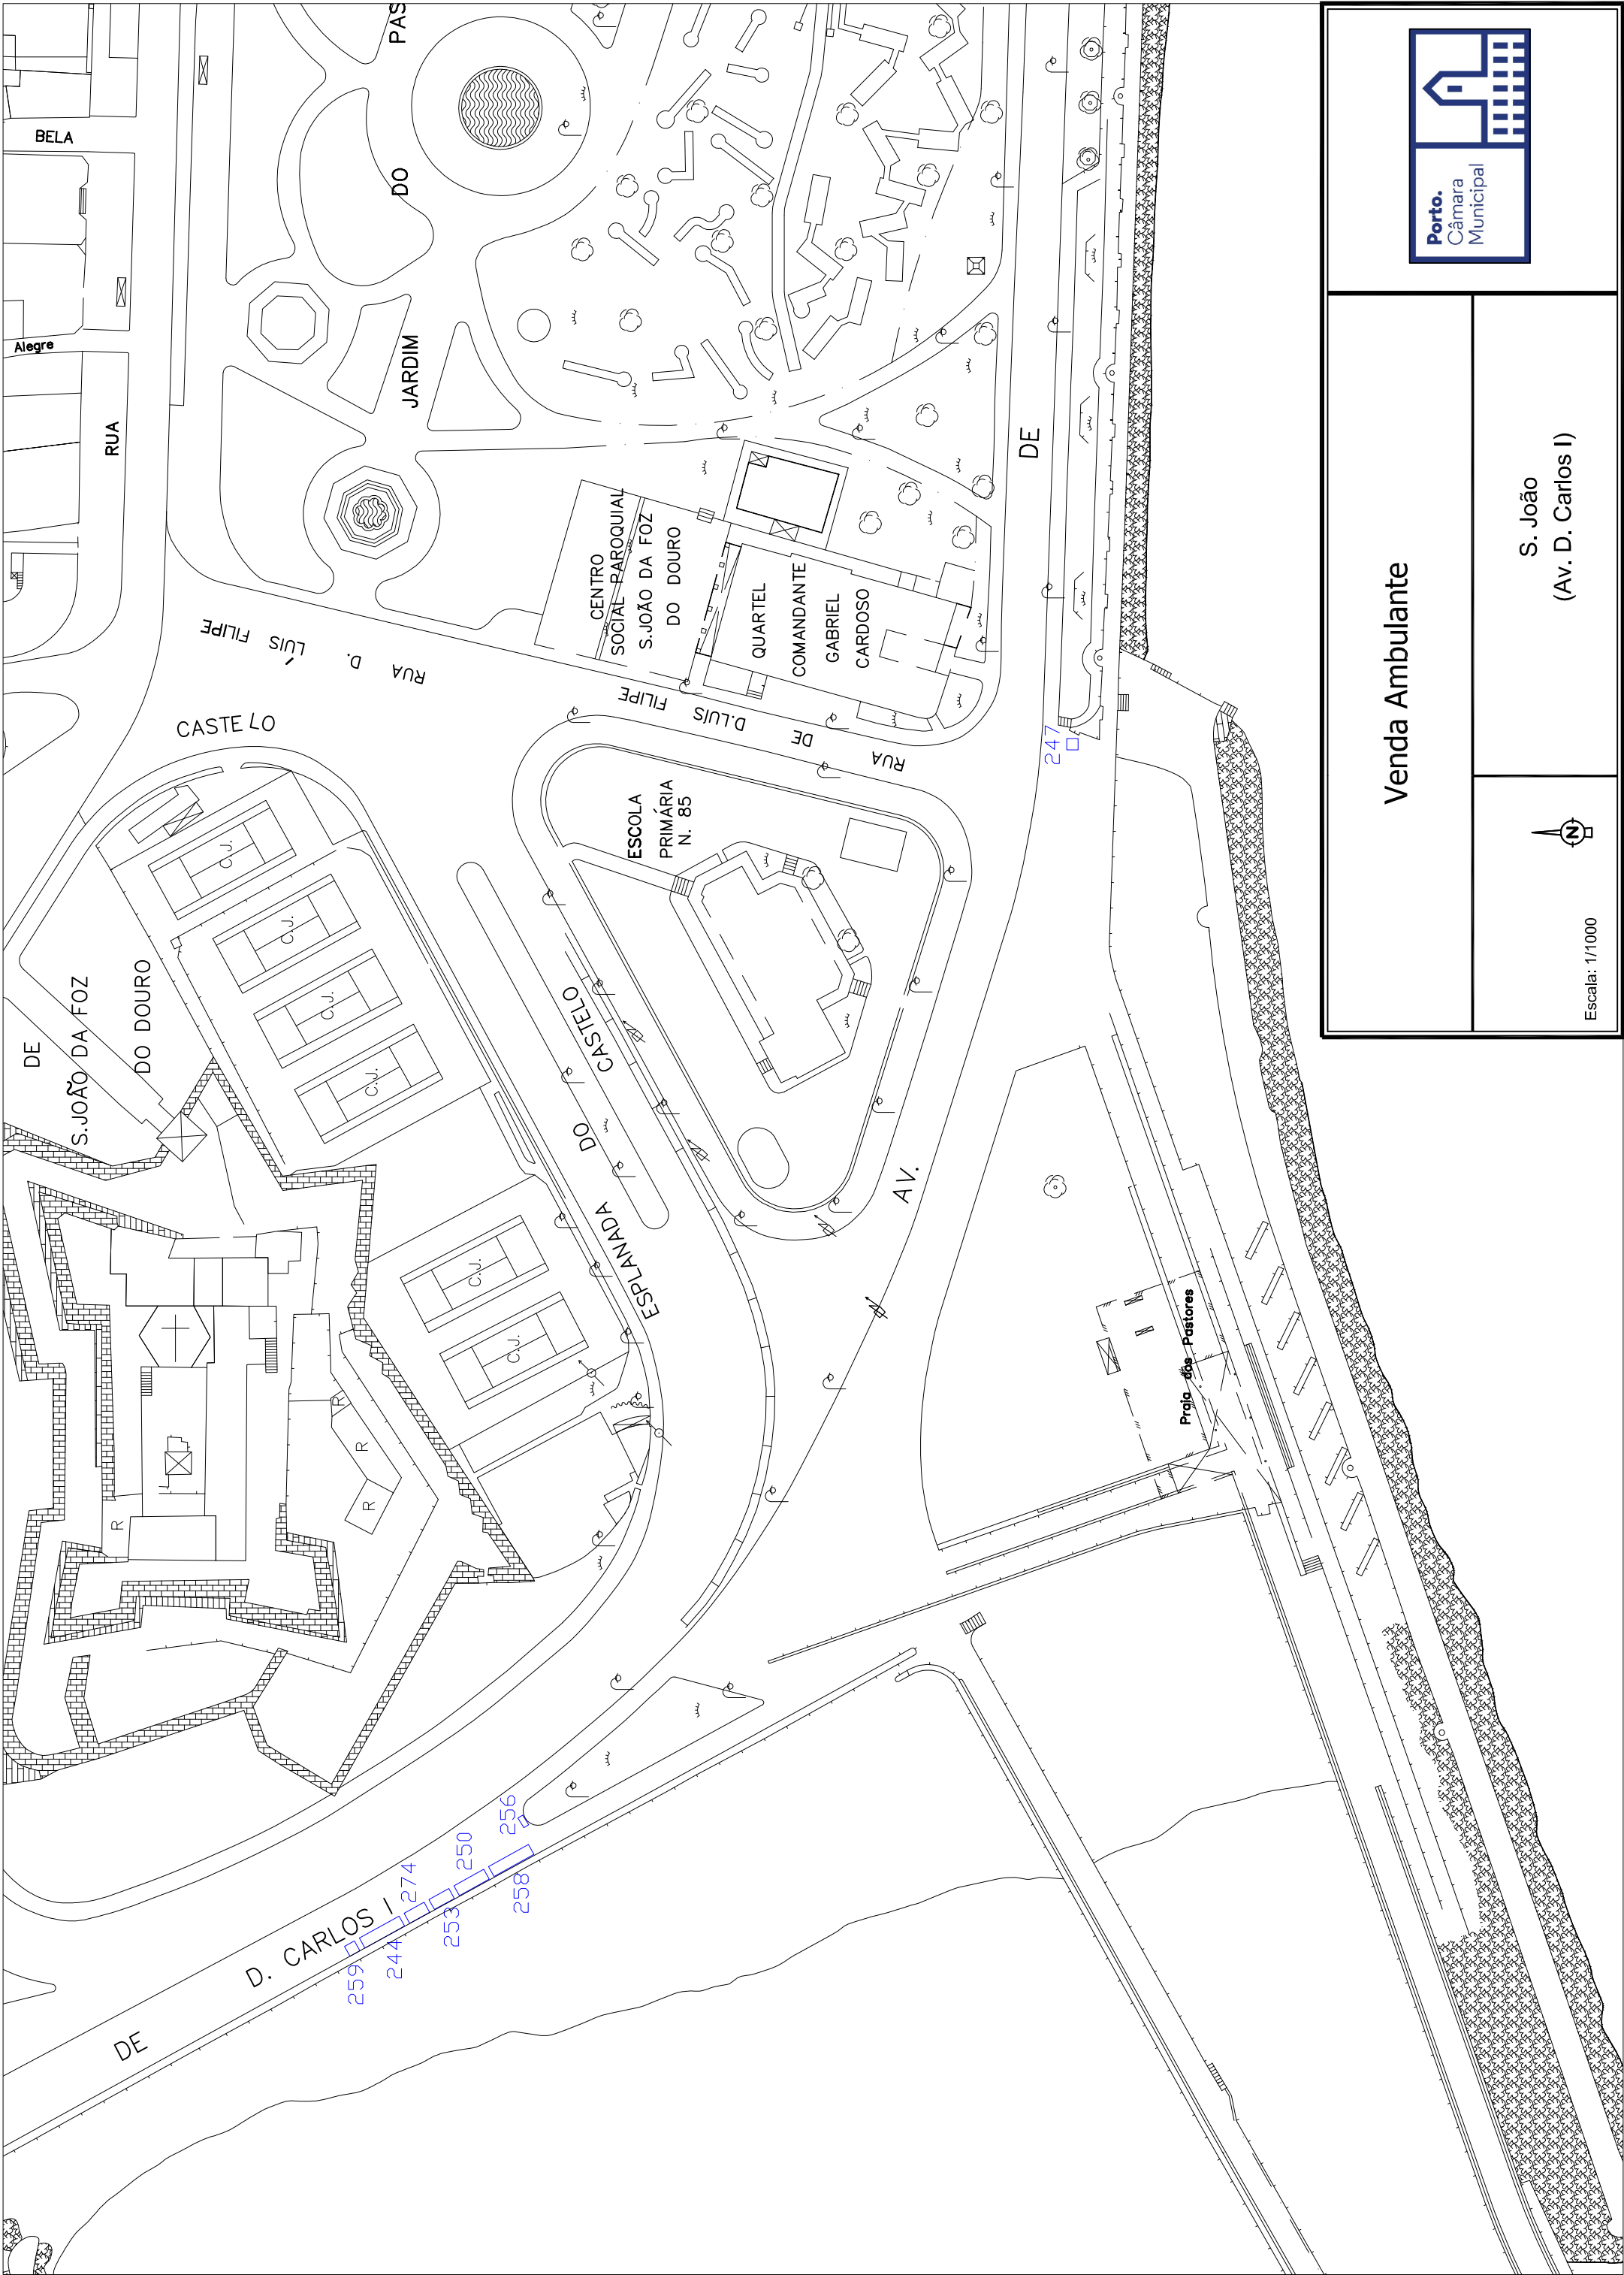 BELA
Alegre
RUA
PAS
DO
JARDIM
CENTRO
SOCIAL PAROQUIAL
S.JOÃO DA FOZ
DO DOURO
QUARTEL
COMANDANTE
GABRIEL
CARDOSO
RUA D. LUÍS FILIPE
RUA DE D.LUÍS FILIPE
CASTELO
DE
S.JOÃO DA FOZ
DO DOURO
C.J.
C.J.
C.J.
C.J.
C.J.
C.J.
ESCOLA
PRIMÁRIA
N. 85
ESPLANADA DO CASTELO
R
R
R
R
AV. DE
D. CARLOS I
DE
Praia dos Pastores
247
256
250
274
258
253
244
259
Porto.
Câmara
Municipal
Venda Ambulante
S. João
(Av. D. Carlos I)
N
Escala: 1/1000